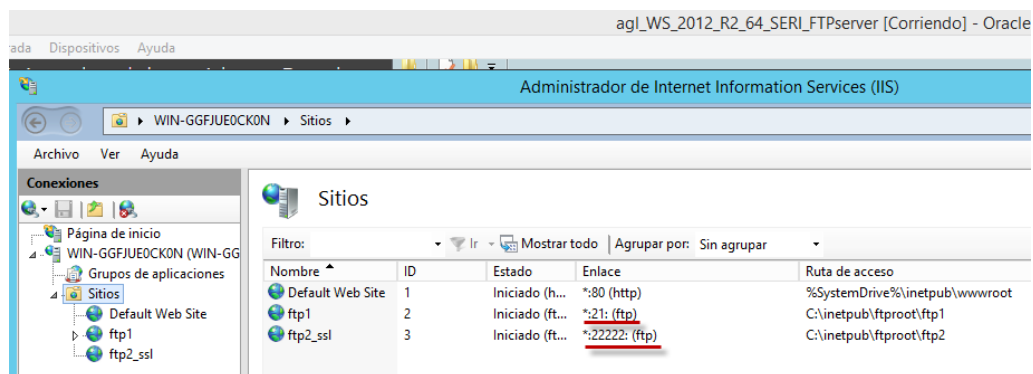 agl_WS_2012_R2_64_SERI_FTPserver [Corriendo] - Oracle
Dispositivos Ayuda
Administrador de Internet Information Services (IIS)
WIN-GGFJUE0CK0N Sitios
Archivo Ver Ayuda
Conexiones
Página de inicio
WIN-GGFJUE0CK0N (WIN-GG
Grupos de aplicaciones
Sitios
Default Web Site
ftp1
ftp2_ssl
Sitios
Filtro: Ir Mostrar todo Agrupar por: Sin agrupar
Nombre ID Estado Enlace Ruta de acceso
Default Web Site 1 Iniciado (h... *:80 (http) %SystemDrive%\inetpub\wwwroot
ftp1 2 Iniciado (ft... *:21: (ftp) C:\inetpub\ftproot\ftp1
ftp2_ssl 3 Iniciado (ft... *:22222: (ftp) C:\inetpub\ftproot\ftp2